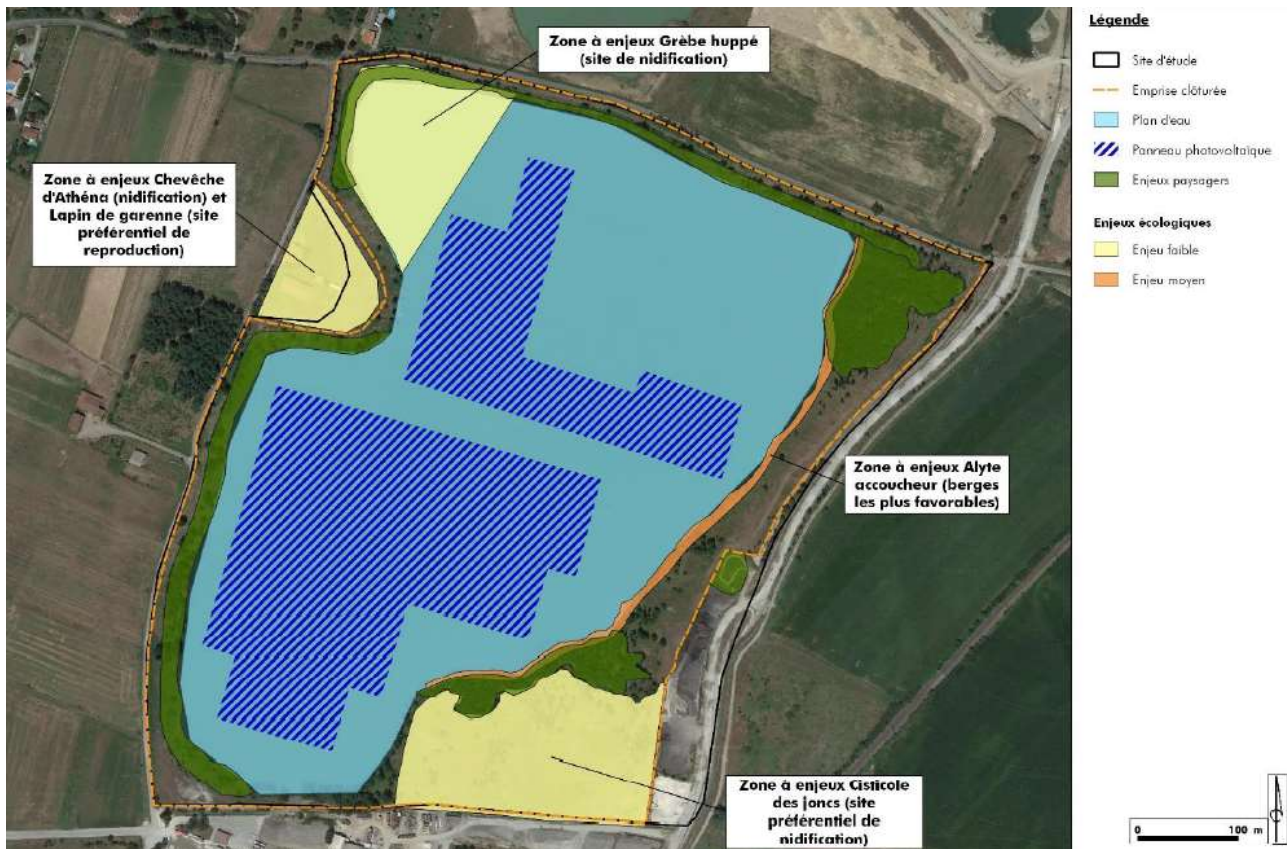 Zone à enjeux Grèbe huppé
(site de nidification)
Zone à enjeux Chevêche
d'Athéna (nidification) et
Lapin de garenne (site
préférentiel de
reproduction)
Zone à enjeux Alyte
accoucheur (berges
les plus favorables)
Zone à enjeux Cisticole
des joncs (site
préférentiel de
nidification)
Légende
Site d'étude
Emprise clôturée
Plan d'eau
Panneau photovoltaïque
Enjeux paysagers
Enjeux écologiques
Enjeu faible
Enjeu moyen
0 100 m